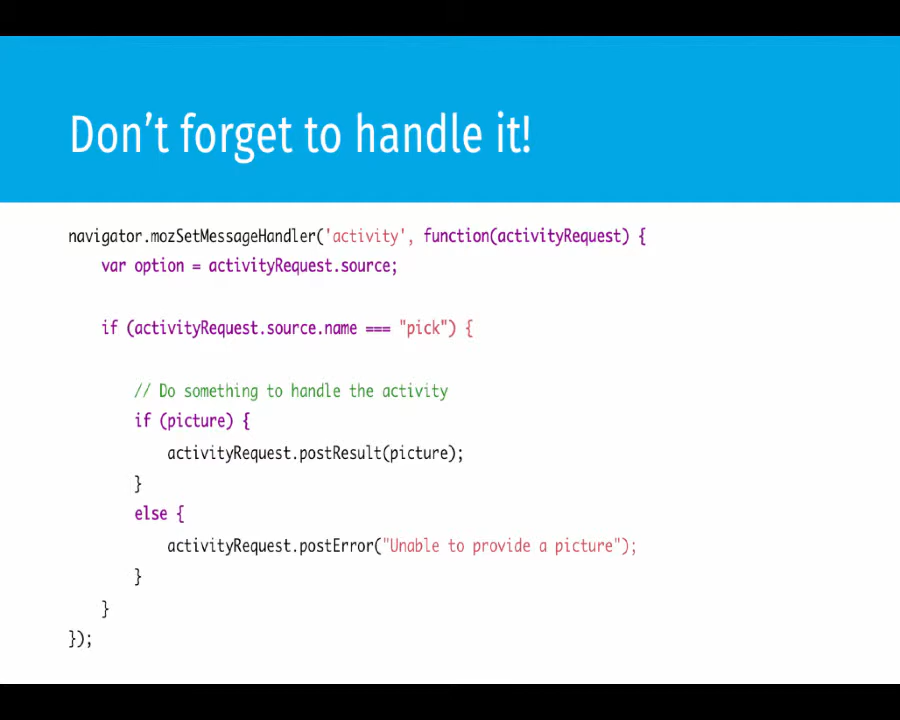 Don't forget to handle it!
navigator.mozSetMessageHandler('activity', function(activityRequest) {
var option = activityRequest.source;
if (activityRequest.source.name === "pick") {
// Do something to handle the activity
if (picture) {
activityRequest.postResult(picture);
}
else {
activityRequest.postError("Unable to provide a picture");
}
}
});